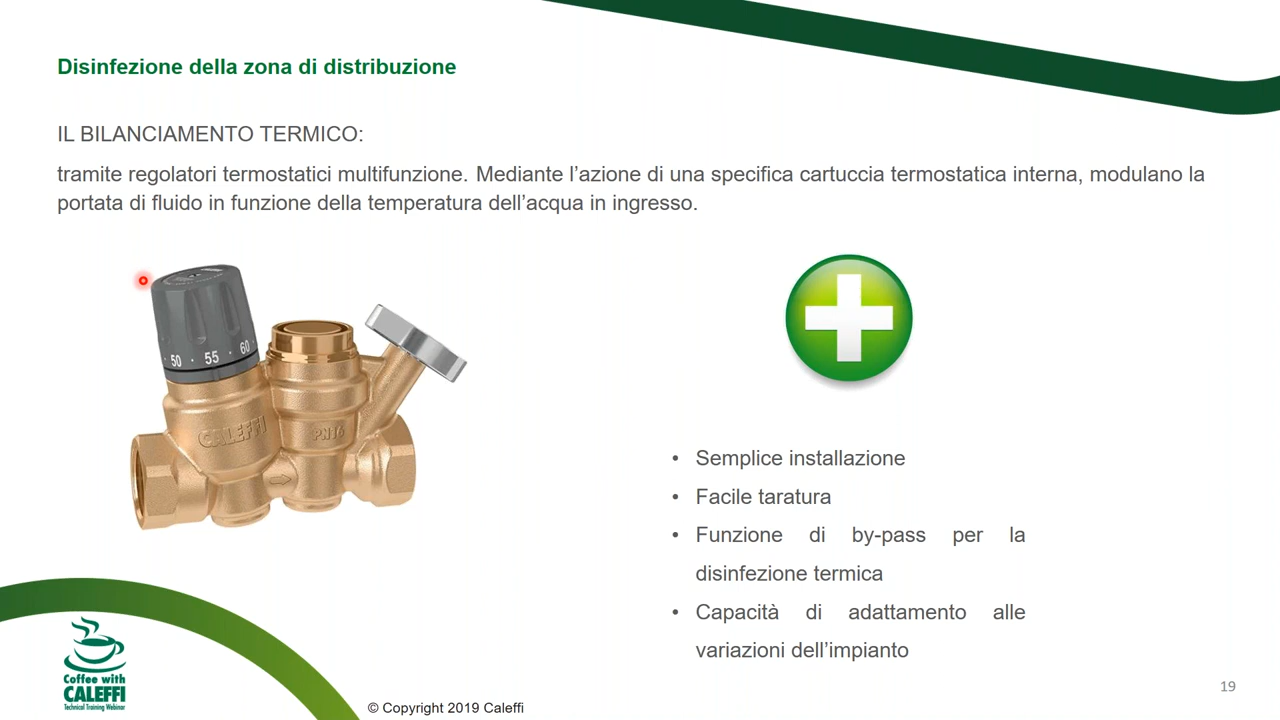 Disinfezione della zona di distribuzione
IL BILANCIAMENTO TERMICO:
tramite regolatori termostatici multifunzione. Mediante l’azione di una specifica cartuccia termostatica interna, modulano la
portata di fluido in funzione della temperatura dell’acqua in ingresso.
50 · 55 · 60
CALEFFI
PN16
• Semplice installazione
• Facile taratura
• Funzione di by-pass per la
disinfezione termica
• Capacità di adattamento alle
variazioni dell’impianto
Coffee with
CALEFFI
Technical Training Webinar
© Copyright 2019 Caleffi
19